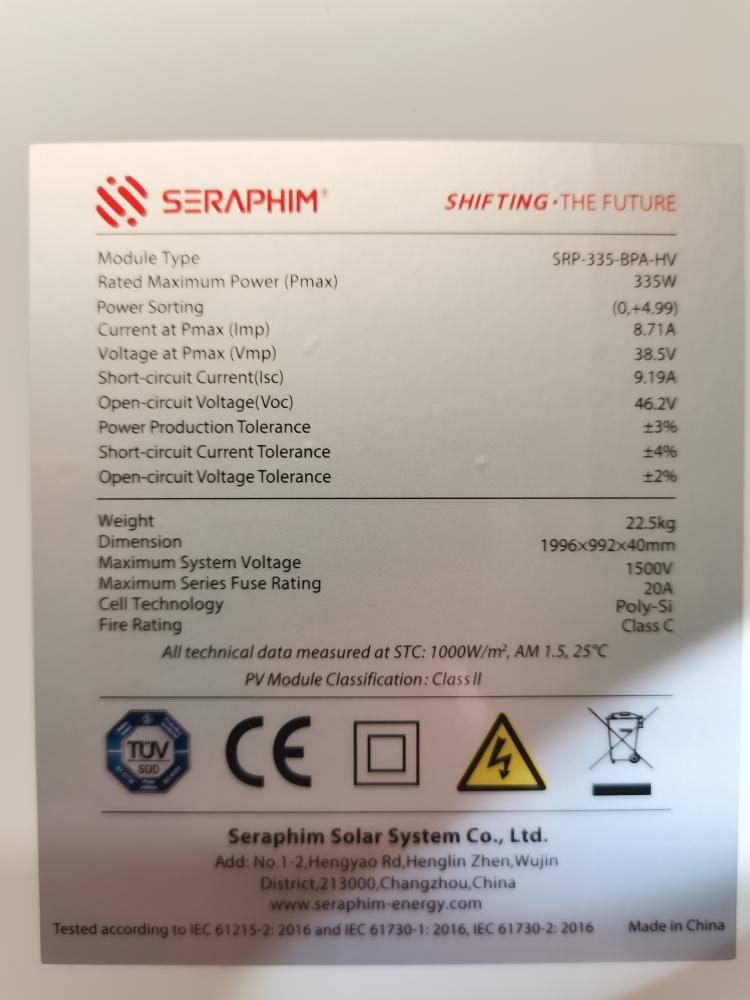 SERAPHIM® SHIFTING·THE FUTURE
Module Type SRP-335-BPA-HV
Rated Maximum Power (Pmax) 335W
Power Sorting (0,+4.99)
Current at Pmax (Imp) 8.71A
Voltage at Pmax (Vmp) 38.5V
Short-circuit Current(Isc) 9.19A
Open-circuit Voltage(Voc) 46.2V
Power Production Tolerance ±3%
Short-circuit Current Tolerance ±4%
Open-circuit Voltage Tolerance ±2%
Weight 22.5kg
Dimension 1996×992×40mm
Maximum System Voltage 1500V
Maximum Series Fuse Rating 20A
Cell Technology Poly-Si
Fire Rating Class C
All technical data measured at STC: 1000W/m², AM 1.5, 25°C
PV Module Classification: Class II
TÜV
SÜD
CE
Seraphim Solar System Co., Ltd.
Add: No.1-2,Hengyao Rd,Henglin Zhen,Wujin
District,213000,Changzhou,China
www.seraphim-energy.com
Tested according to IEC 61215-2: 2016 and IEC 61730-1: 2016, IEC 61730-2: 2016 Made in China